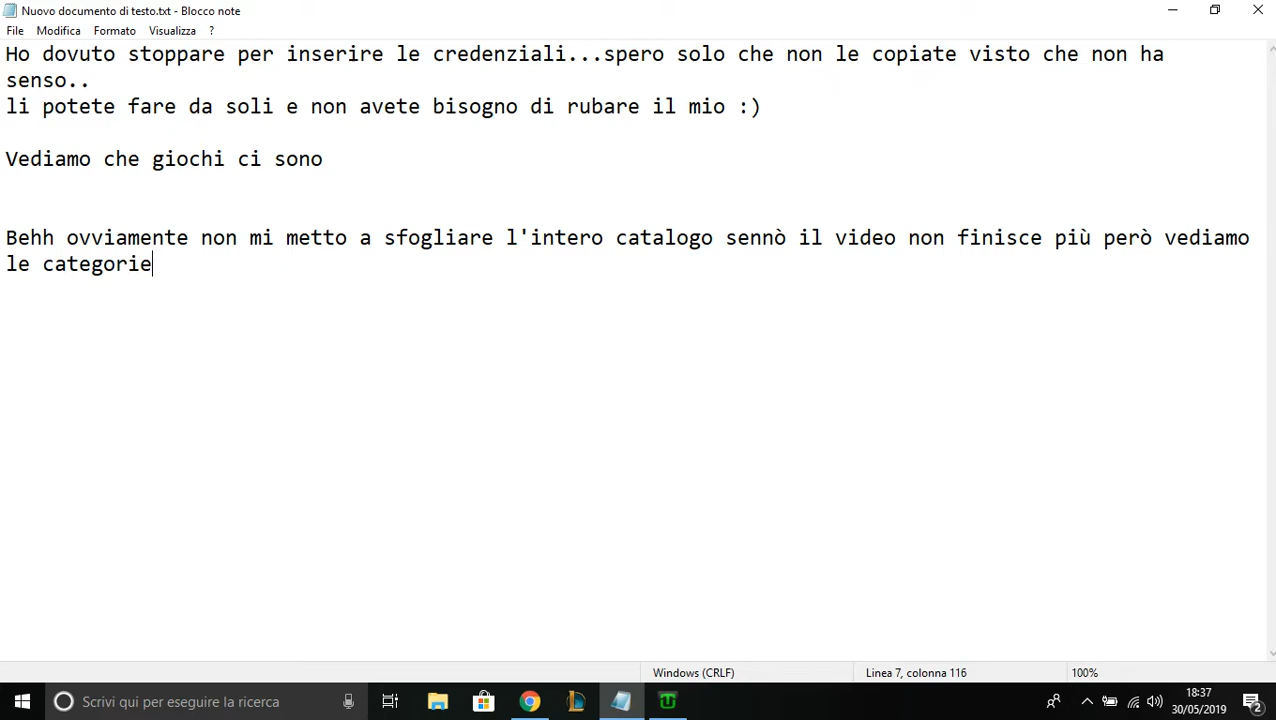 Nuovo documento di testo.txt - Blocco note
File Modifica Formato Visualizza ?
Ho dovuto stoppare per inserire le credenziali...spero solo che non le copiate visto che non ha
senso..
li potete fare da soli e non avete bisogno di rubare il mio :)
Vediamo che giochi ci sono
Behh ovviamente non mi metto a sfogliare l'intero catalogo sennò il video non finisce più però vediamo
le categorie
Windows (CRLF) Linea 7, colonna 116 100%
Scrivi qui per eseguire la ricerca
18:37
30/05/2019
2